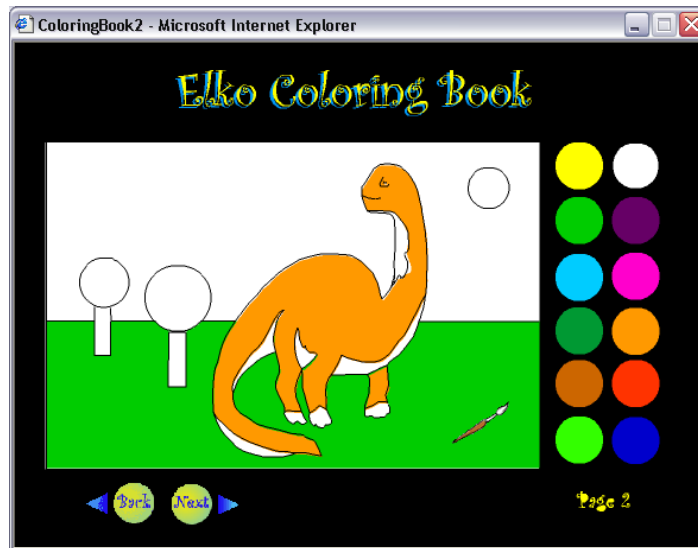 ColoringBook2 - Microsoft Internet Explorer
Elko Coloring Book
Back Next
Page 2